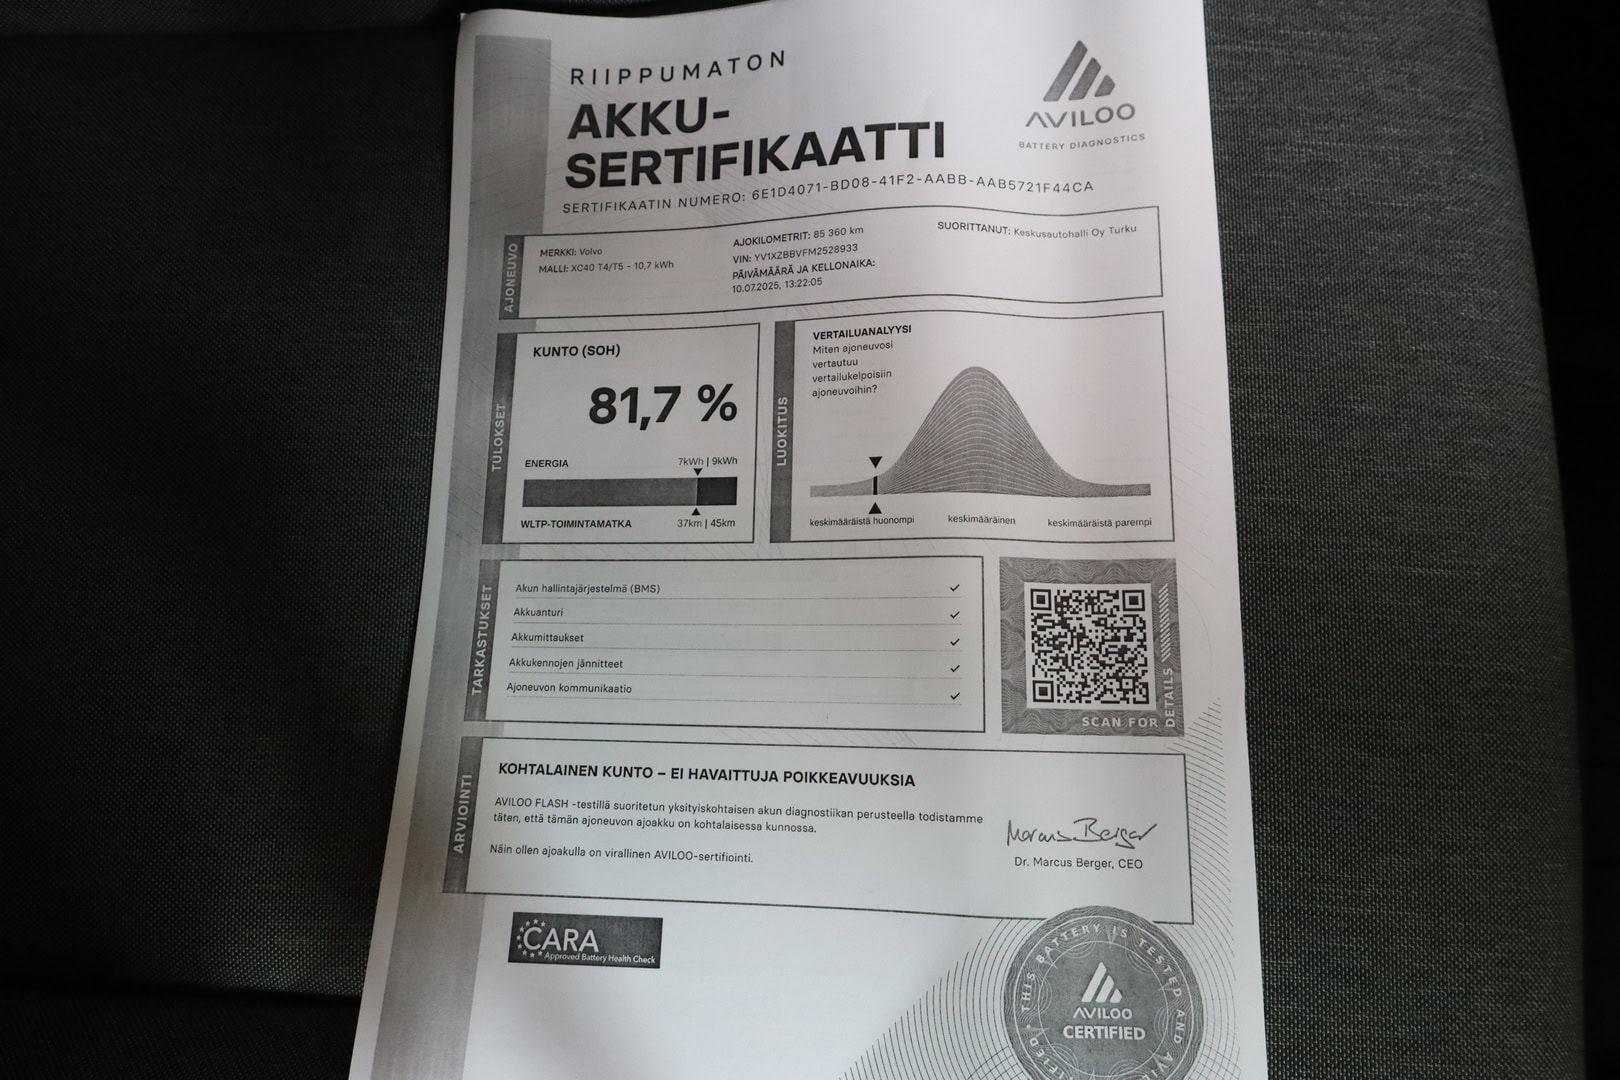 RIIPPUMATON
AKKU-
SERTIFIKAATTI
SERTIFIKAATIN NUMERO: 6E1D4071-BD08-41F2-AABB-AAB5721F44CA
AVILOO
BATTERY DIAGNOSTICS
AJONEUVO
MERKKI: Volvo
MALLI: XC40 T4/T5 - 10,7 kWh
AJOKILOMETRIT: 85 360 km
VIN: YV1XZBBVFM2528933
PÄIVÄMÄÄRÄ JA KELLONAIKA:
10.07.2025, 13:22:05
SUORITTANUT: Keskusautohalli Oy Turku
TULOKSET
KUNTO (SOH)
81,7 %
ENERGIA
7kWh | 9kWh
WLTP-TOIMINTAMATKA
37km | 45km
LUOKITUS
VERTAILUANALYYSI
Miten ajoneuvosi
vertautuu
vertailukelpoisiin
ajoneuvoihin?
keskimääräistä huonompi
keskimääräinen
keskimääräistä parempi
TARKASTUKSET
Akun hallintajärjestelmä (BMS)
Akkuanturi
Akkumittaukset
Akkukennojen jännitteet
Ajoneuvon kommunikaatio
SCAN FOR DETAILS
ARVIOINTI
KOHTALAINEN KUNTO – EI HAVAITTUJA POIKKEAVUUKSIA
AVILOO FLASH -testillä suoritetun yksityiskohtaisen akun diagnostiikan perusteella todistamme
täten, että tämän ajoneuvon ajoakku on kohtalaisessa kunnossa.
Näin ollen ajoakulla on virallinen AVILOO-sertifiointi.
Marcus Berger
Dr. Marcus Berger, CEO
CARA
Approved Battery Health Check
THIS BATTERY IS TESTED AND
AVILOO
CERTIFIED